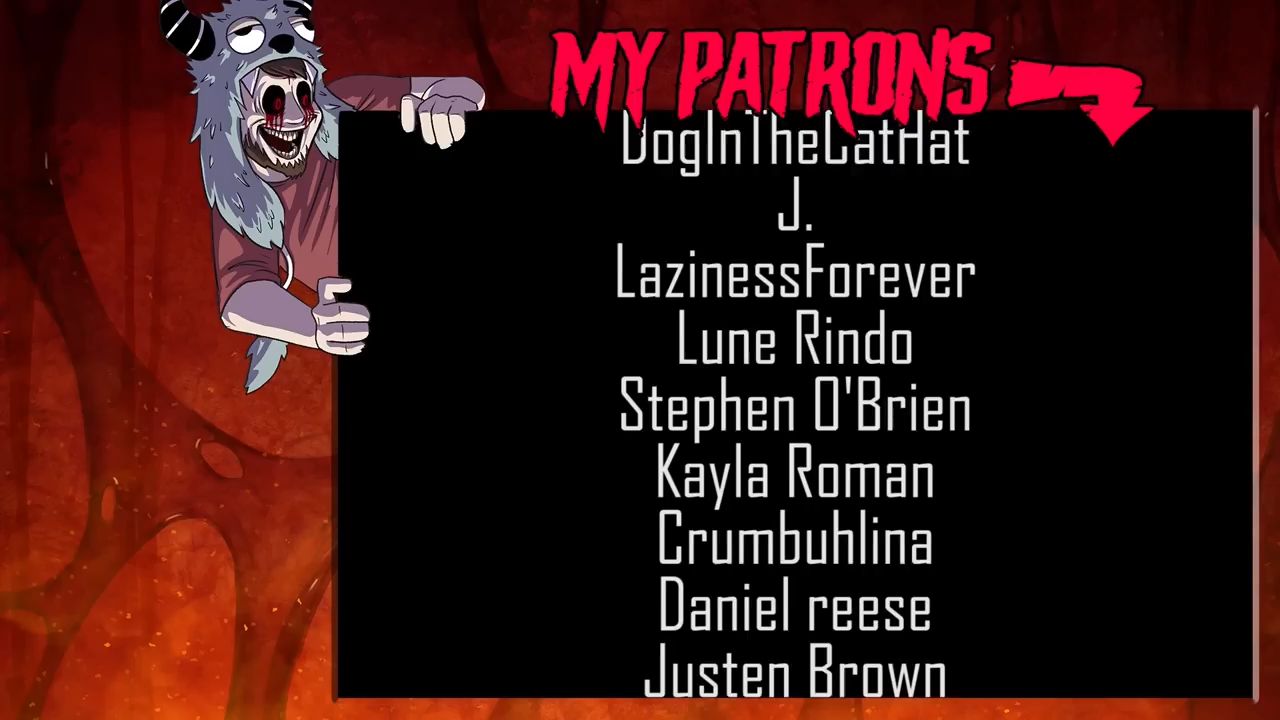 MY PATRONS
DogInTheCatHat
J.
LazinessForever
Lune Rindo
Stephen O'Brien
Kayla Roman
Crumbuhlina
Daniel reese
Justen Brown